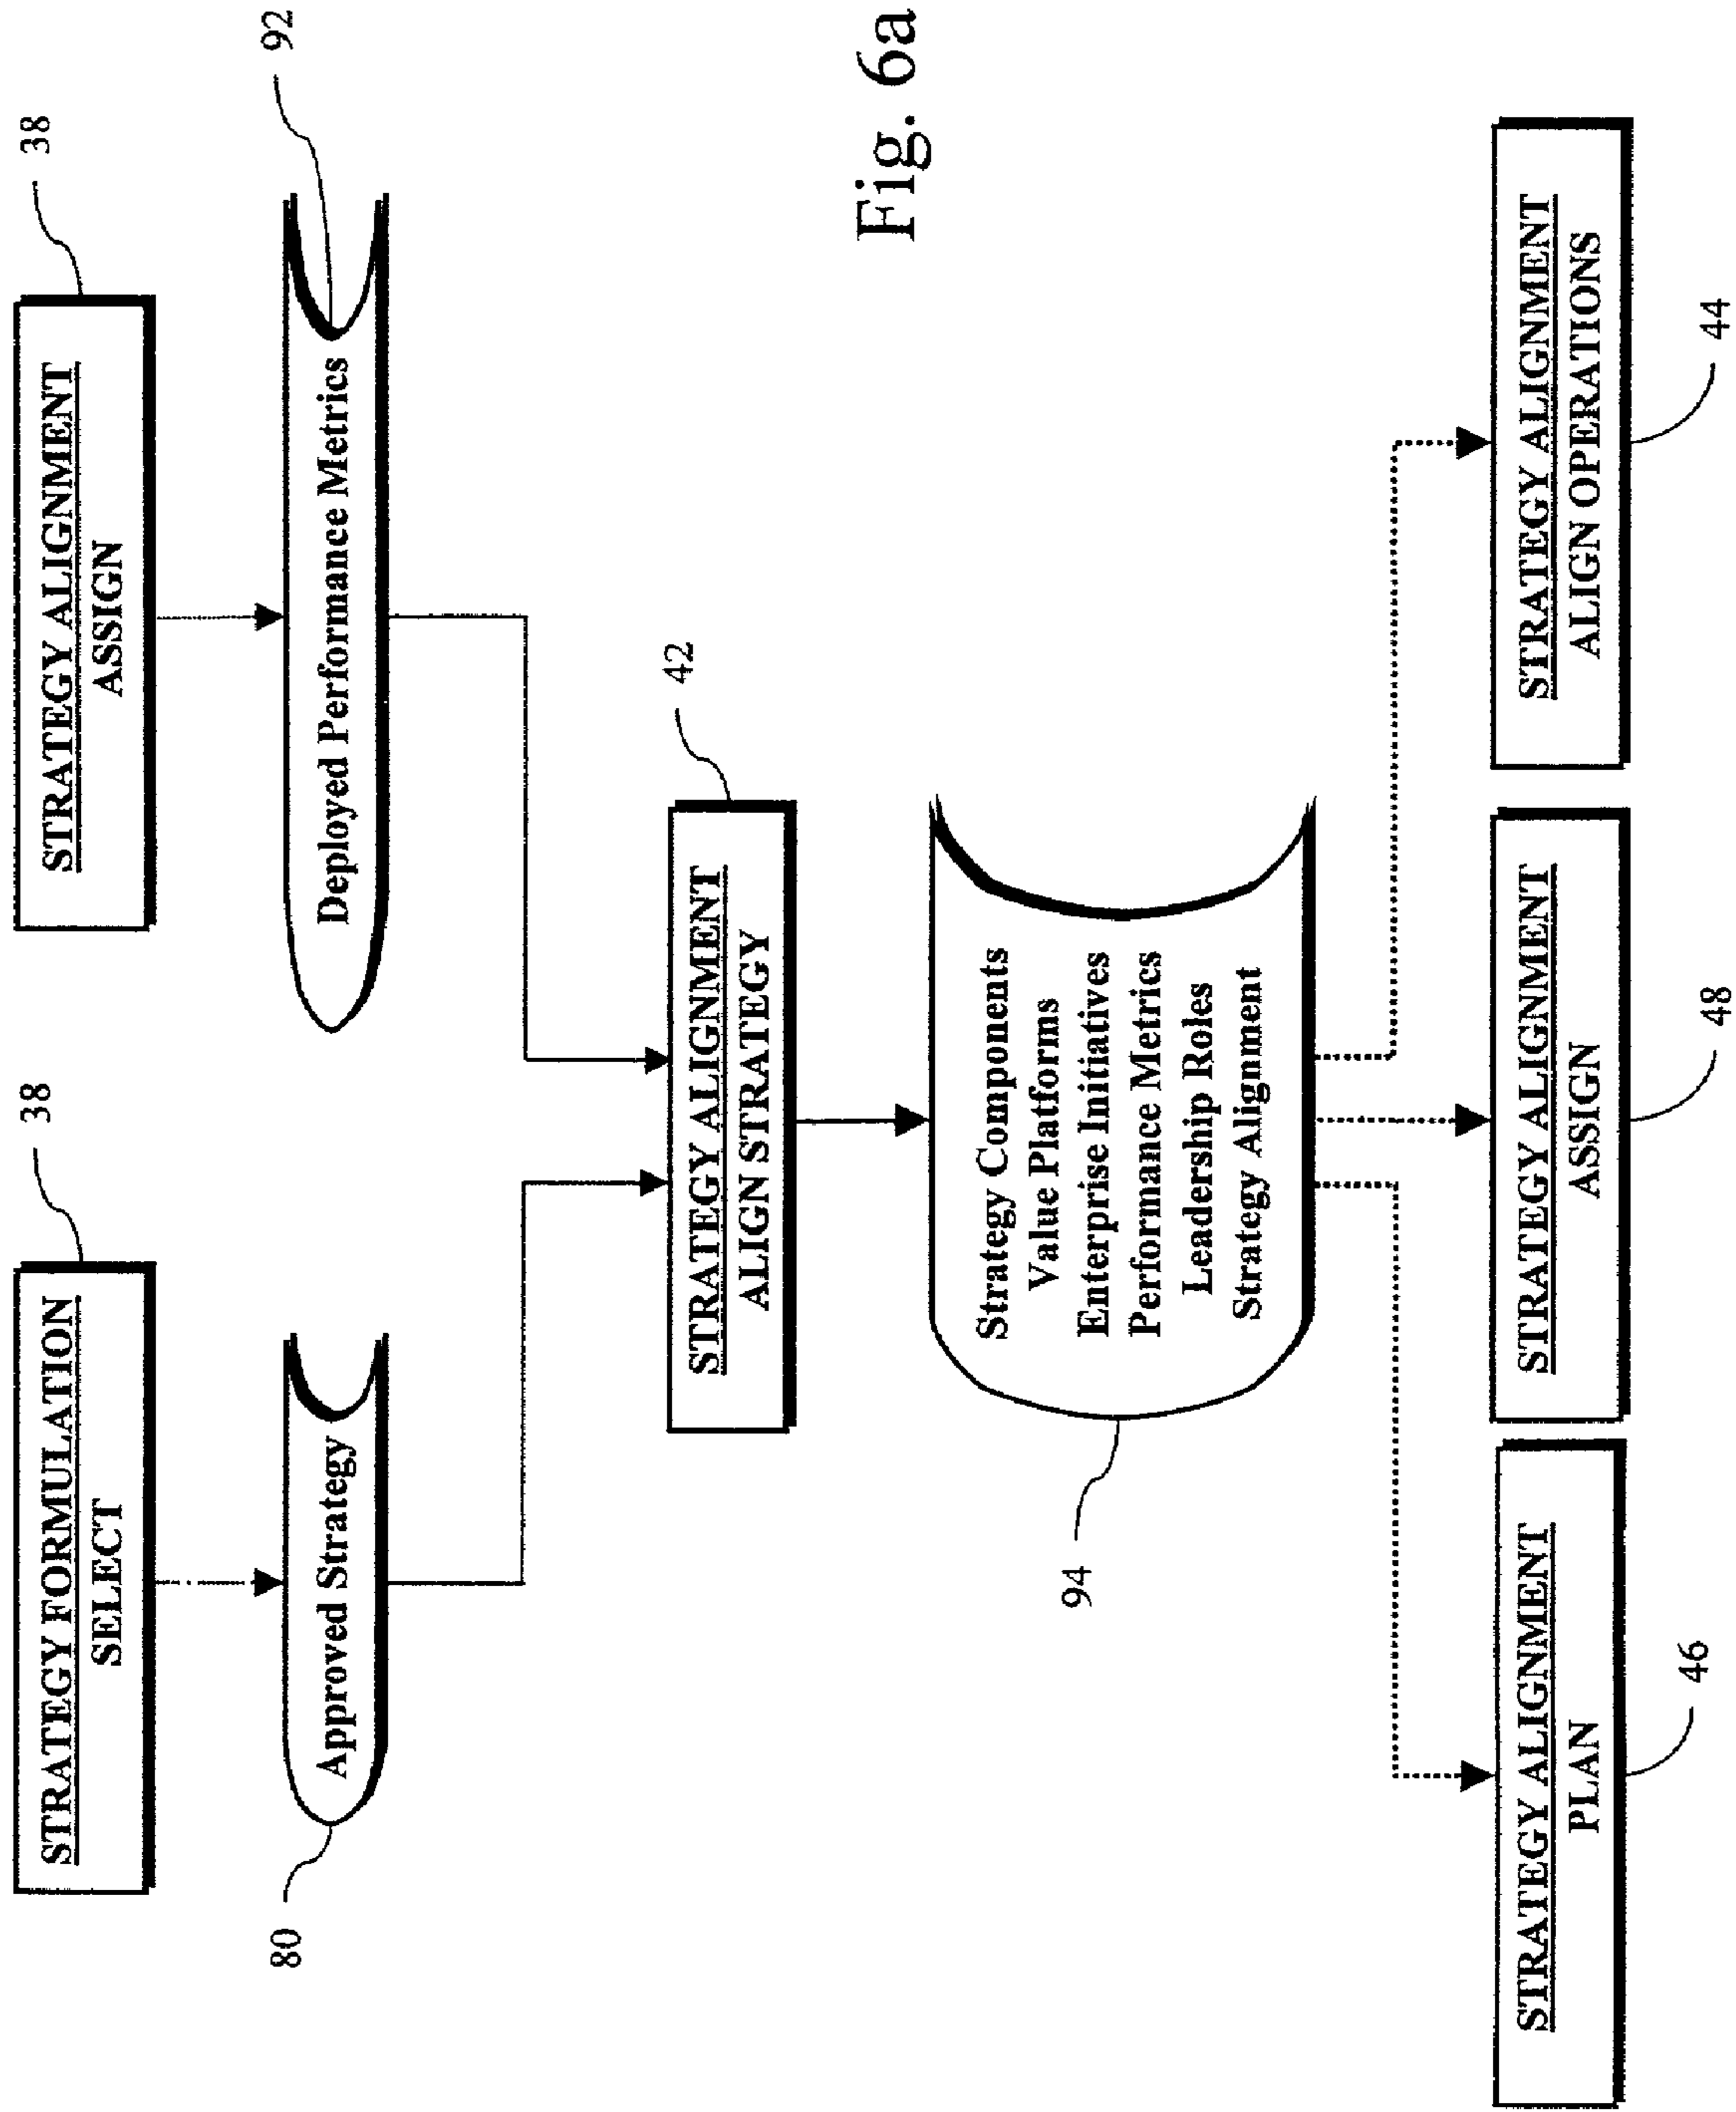 38
38
STRATEGY FORMULATION
SELECT
STRATEGY ALIGNMENT
ASSIGN
80
Approved Strategy
Deployed Performance Metrics
92
42
STRATEGY ALIGNMENT
ALIGN STRATEGY
94
Strategy Components
Value Platforms
Enterprise Initiatives
Performance Metrics
Leadership Roles
Strategy Alignment
Fig. 6a
STRATEGY ALIGNMENT
PLAN
STRATEGY ALIGNMENT
ASSIGN
STRATEGY ALIGNMENT
ALIGN OPERATIONS
46
48
44